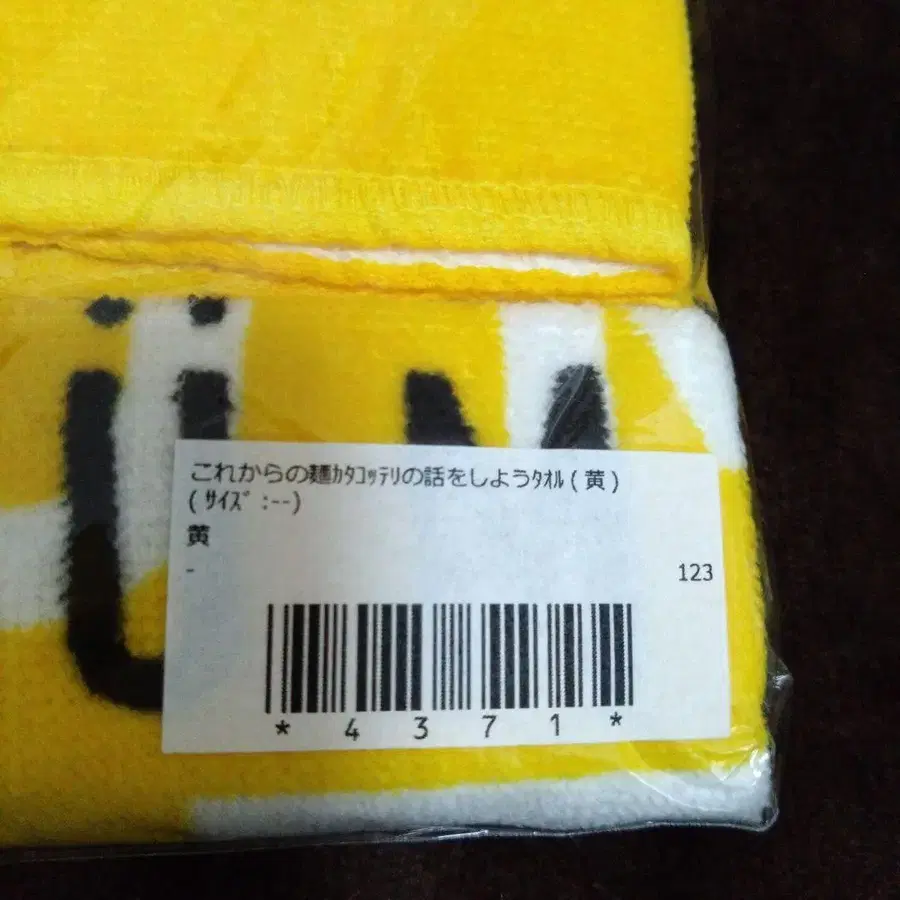 Ü M
これからの麺ｶﾀｺｯﾃﾘの話をしようﾀｵﾙ(黄)
(ｻｲｽﾞ:--)
黄
-
123
*4371*